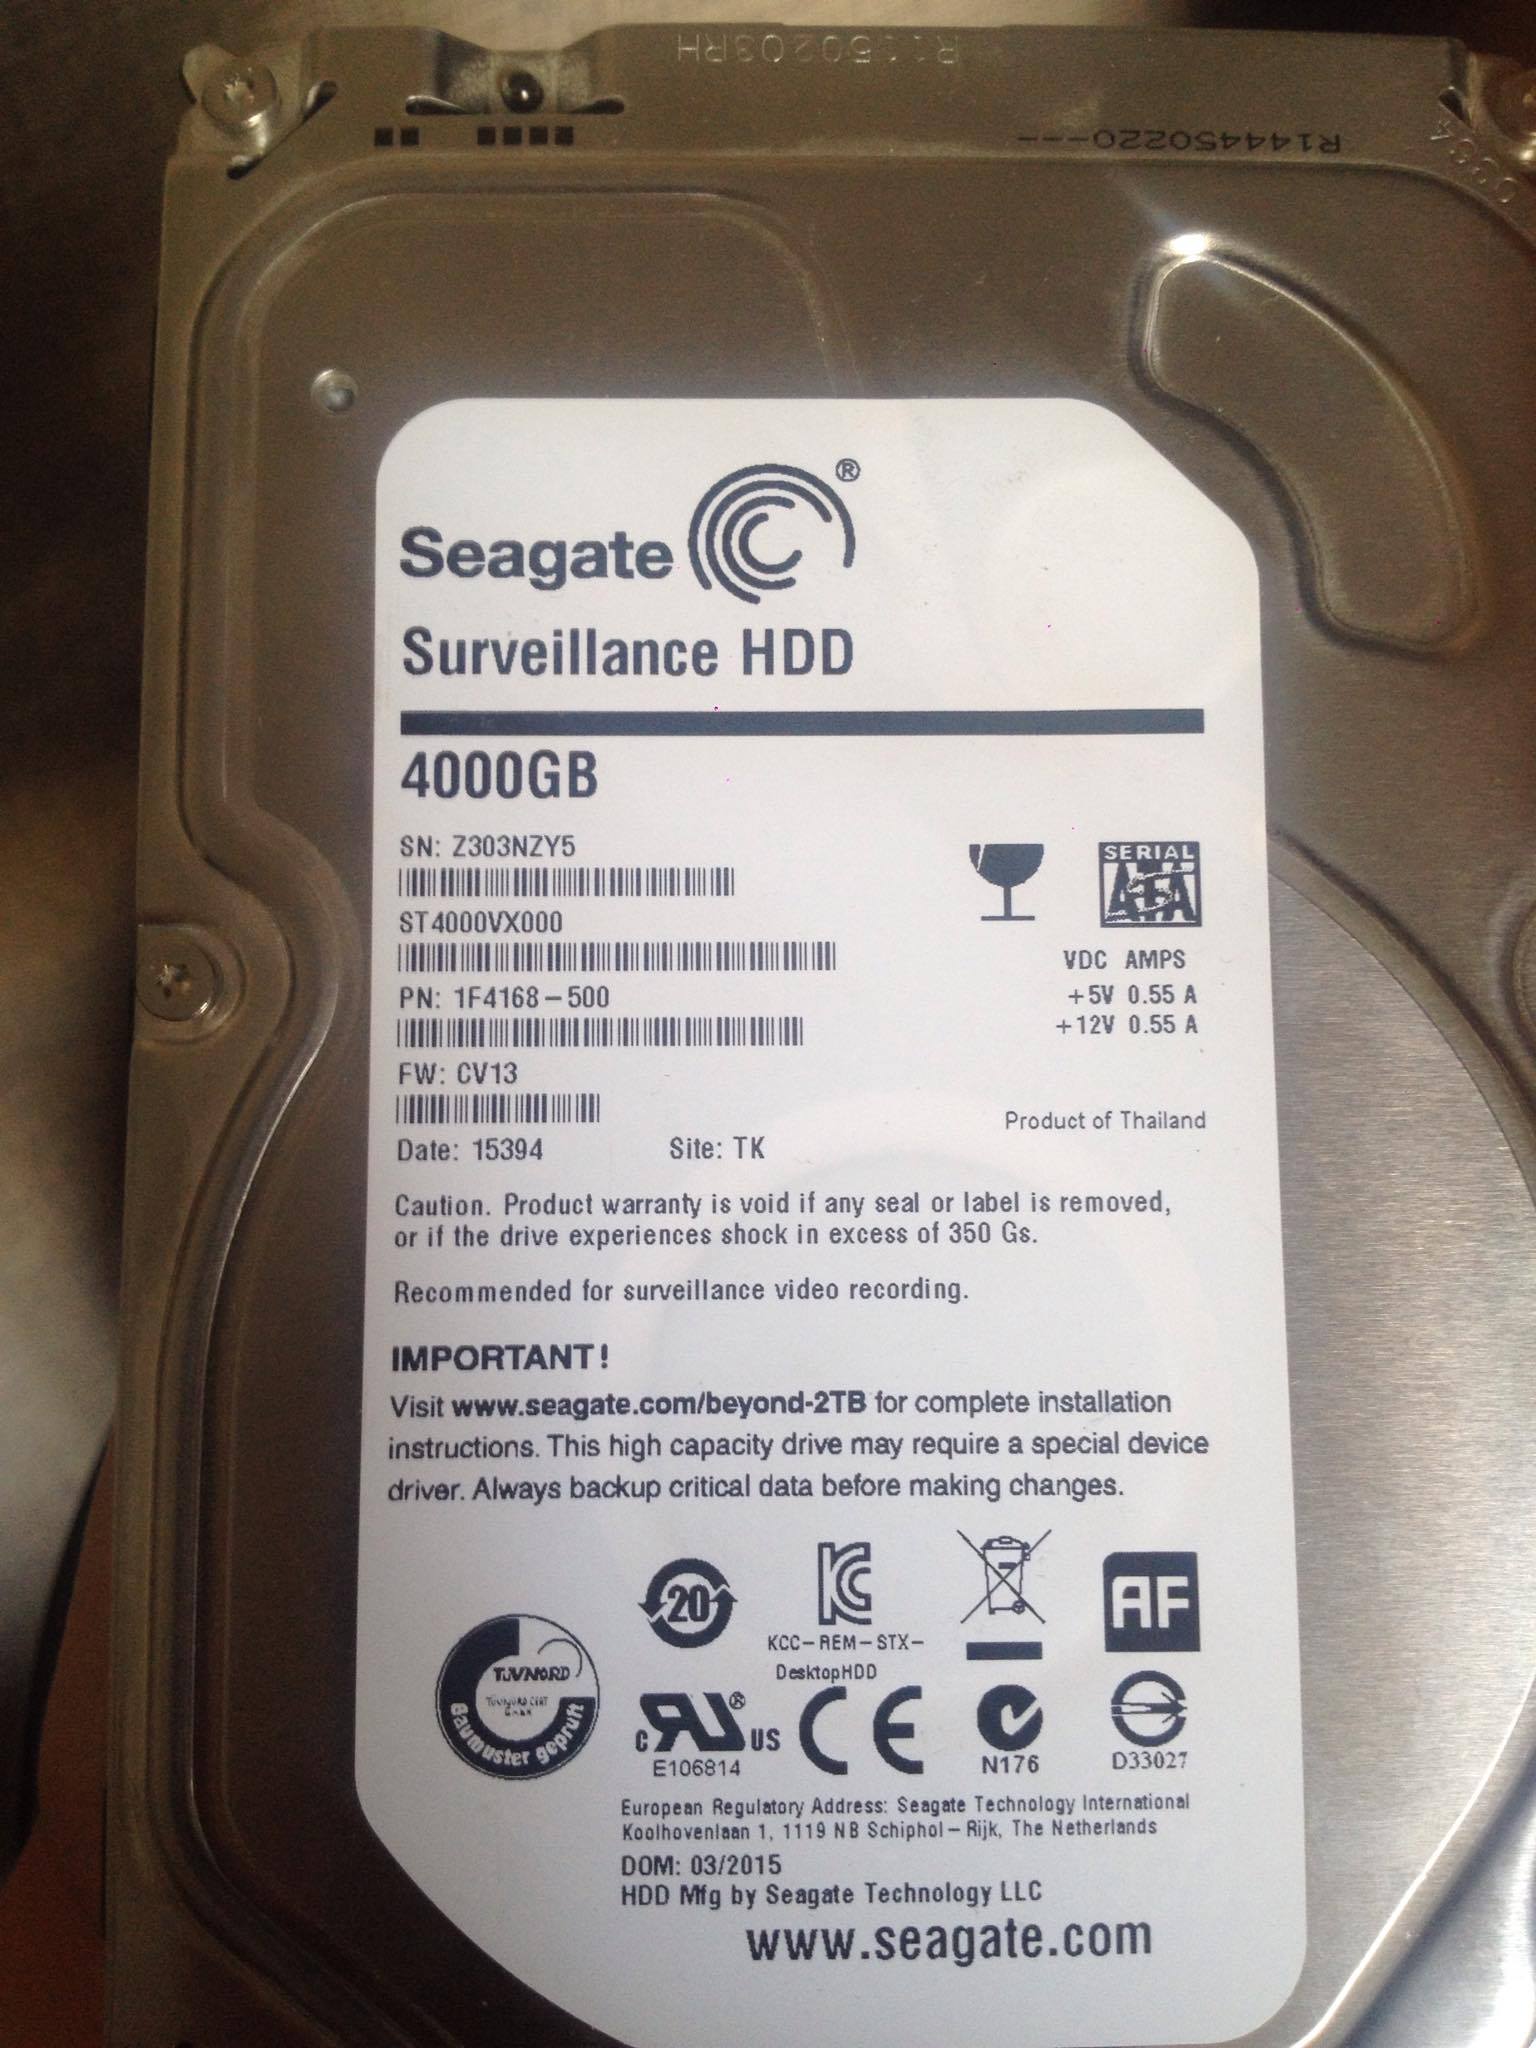 R144450220---
Seagate®
Surveillance HDD
4000GB
SN: Z303NZY5
ST4000VX000
PN: 1F4168-500
FW: CV13
Date: 15394 Site: TK
SERIAL
ATA
VDC AMPS
+5V 0.55 A
+12V 0.55 A
Product of Thailand
Caution. Product warranty is void if any seal or label is removed,
or if the drive experiences shock in excess of 350 Gs.
Recommended for surveillance video recording.
IMPORTANT!
Visit www.seagate.com/beyond-2TB for complete installation
instructions. This high capacity drive may require a special device
driver. Always backup critical data before making changes.
20
KC
KCC-REM-STX-
DesktopHDD
AF
TÜVNORD
TÜV NORD CERT
GmbH
Baumuster geprüft
c RU® US
E106814
CE
N176
D33027
European Regulatory Address: Seagate Technology International
Koolhovenlaan 1, 1119 NB Schiphol-Rijk, The Netherlands
DOM: 03/2015
HDD Mfg by Seagate Technology LLC
www.seagate.com